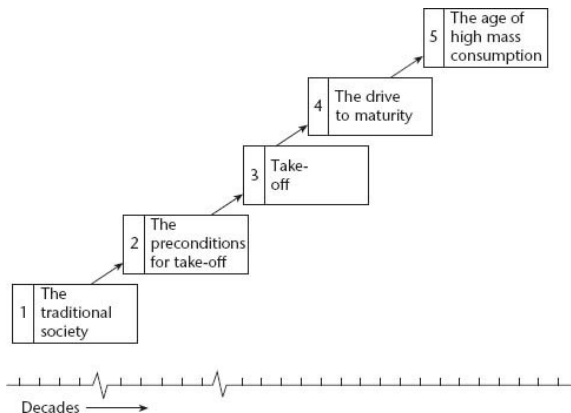 5
The age of
high mass
consumption
4
The drive
to maturity
3
Take-
off
2
The
preconditions
for take-off
1
The
traditional
society
Decades